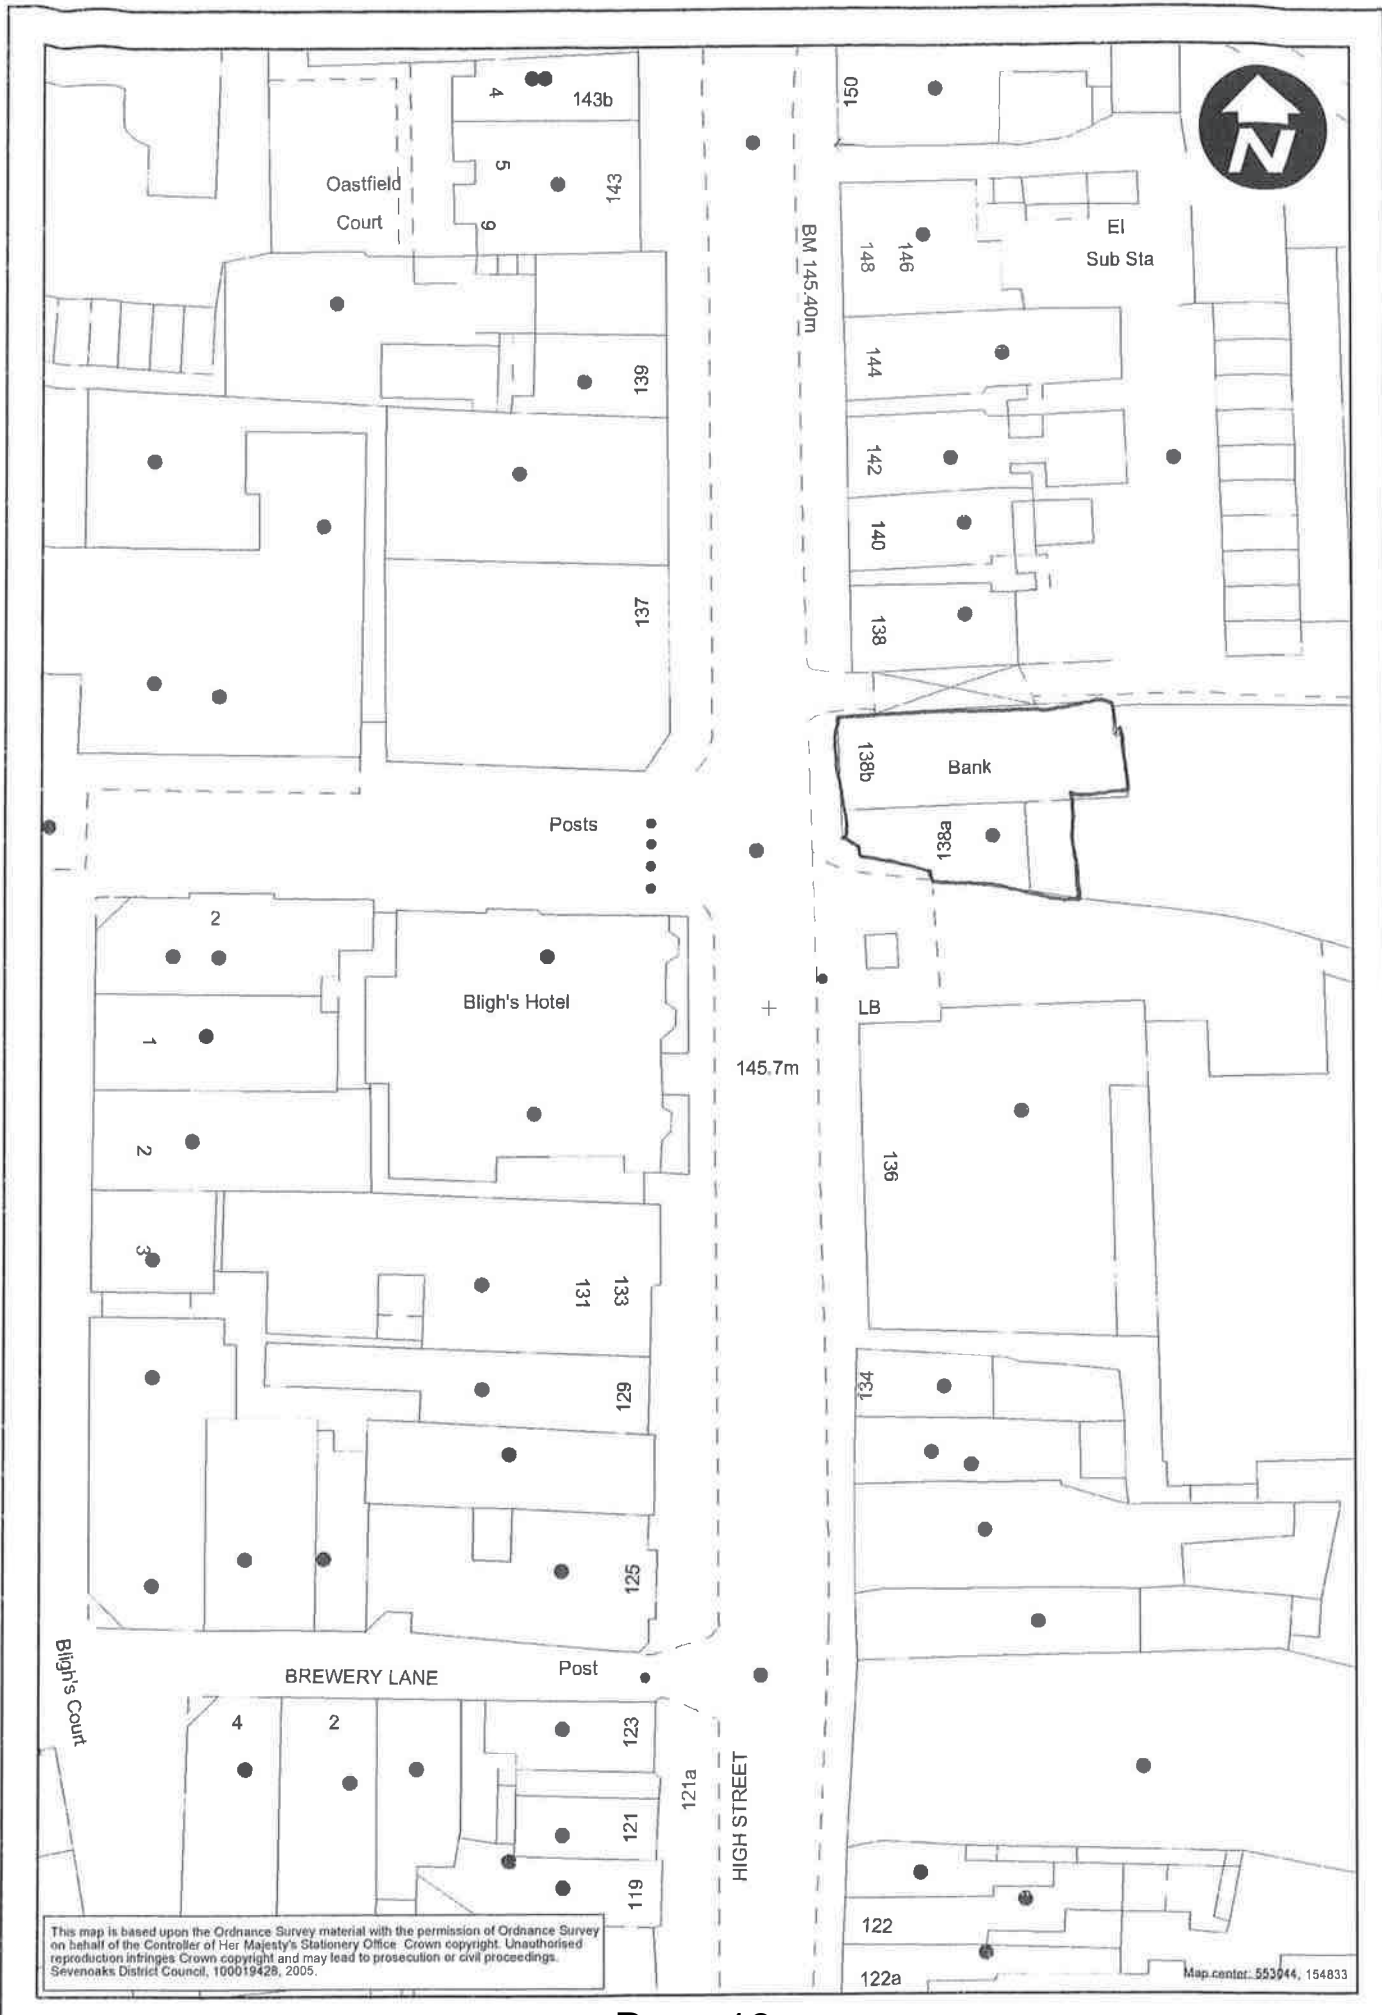 4
143b
150
N
5
143
Oastfield
Court
6
El
Sub Sta
148
146
BM 145.40m
144
139
142
140
137
138
138b
Bank
Posts
138a
2
Bligh's Hotel
LB
1
145.7m
2
136
3
131
133
134
129
125
Bligh's Court
BREWERY LANE
Post
4
2
123
121a
HIGH STREET
121
119
122
122a
This map is based upon the Ordnance Survey material with the permission of Ordnance Survey
on behalf of the Controller of Her Majesty's Stationery Office Crown copyright. Unauthorised
reproduction infringes Crown copyright and may lead to prosecution or civil proceedings.
Sevenoaks District Council, 100019428, 2005.
Map center: 553044, 154833